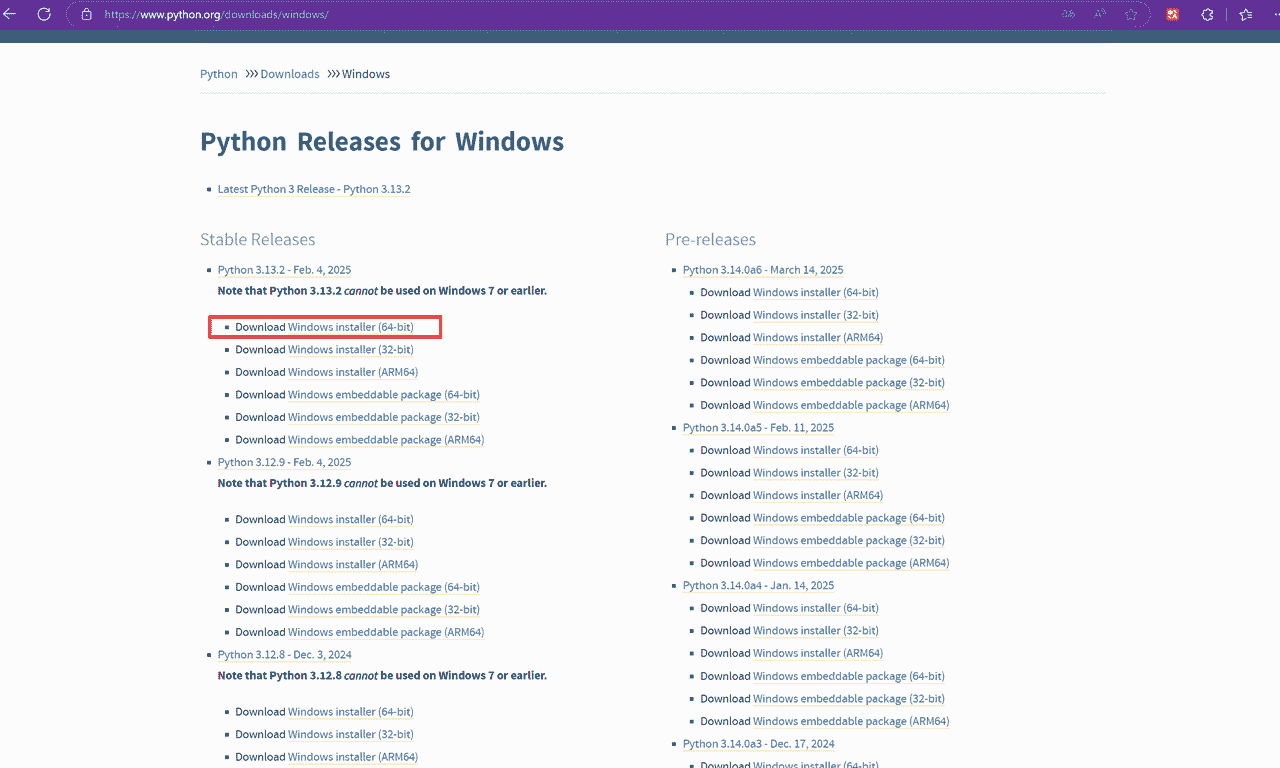 https://www.python.org/downloads/windows/
Python >>> Downloads >>> Windows
Python Releases for Windows
Latest Python 3 Release - Python 3.13.2
Stable Releases
Python 3.13.2 - Feb. 4, 2025
Note that Python 3.13.2 cannot be used on Windows 7 or earlier.
Download Windows installer (64-bit)
Download Windows installer (32-bit)
Download Windows installer (ARM64)
Download Windows embeddable package (64-bit)
Download Windows embeddable package (32-bit)
Download Windows embeddable package (ARM64)
Python 3.12.9 - Feb. 4, 2025
Note that Python 3.12.9 cannot be used on Windows 7 or earlier.
Download Windows installer (64-bit)
Download Windows installer (32-bit)
Download Windows installer (ARM64)
Download Windows embeddable package (64-bit)
Download Windows embeddable package (32-bit)
Download Windows embeddable package (ARM64)
Python 3.12.8 - Dec. 3, 2024
Note that Python 3.12.8 cannot be used on Windows 7 or earlier.
Download Windows installer (64-bit)
Download Windows installer (32-bit)
Download Windows installer (ARM64)
Pre-releases
Python 3.14.0a6 - March 14, 2025
Download Windows installer (64-bit)
Download Windows installer (32-bit)
Download Windows installer (ARM64)
Download Windows embeddable package (64-bit)
Download Windows embeddable package (32-bit)
Download Windows embeddable package (ARM64)
Python 3.14.0a5 - Feb. 11, 2025
Download Windows installer (64-bit)
Download Windows installer (32-bit)
Download Windows installer (ARM64)
Download Windows embeddable package (64-bit)
Download Windows embeddable package (32-bit)
Download Windows embeddable package (ARM64)
Python 3.14.0a4 - Jan. 14, 2025
Download Windows installer (64-bit)
Download Windows installer (32-bit)
Download Windows installer (ARM64)
Download Windows embeddable package (64-bit)
Download Windows embeddable package (32-bit)
Download Windows embeddable package (ARM64)
Python 3.14.0a3 - Dec. 17, 2024
Download Windows installer (64-bit)